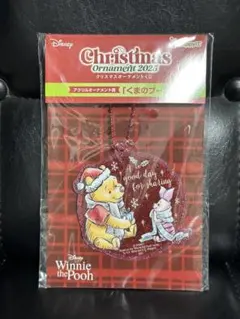 Disney
Christmas
Ornament 2023
クリスマスオーナメントくじ
アクリルオーナメント賞
「くまのプー
a
good day
for sharing
Disney
Winnie
the Pooh